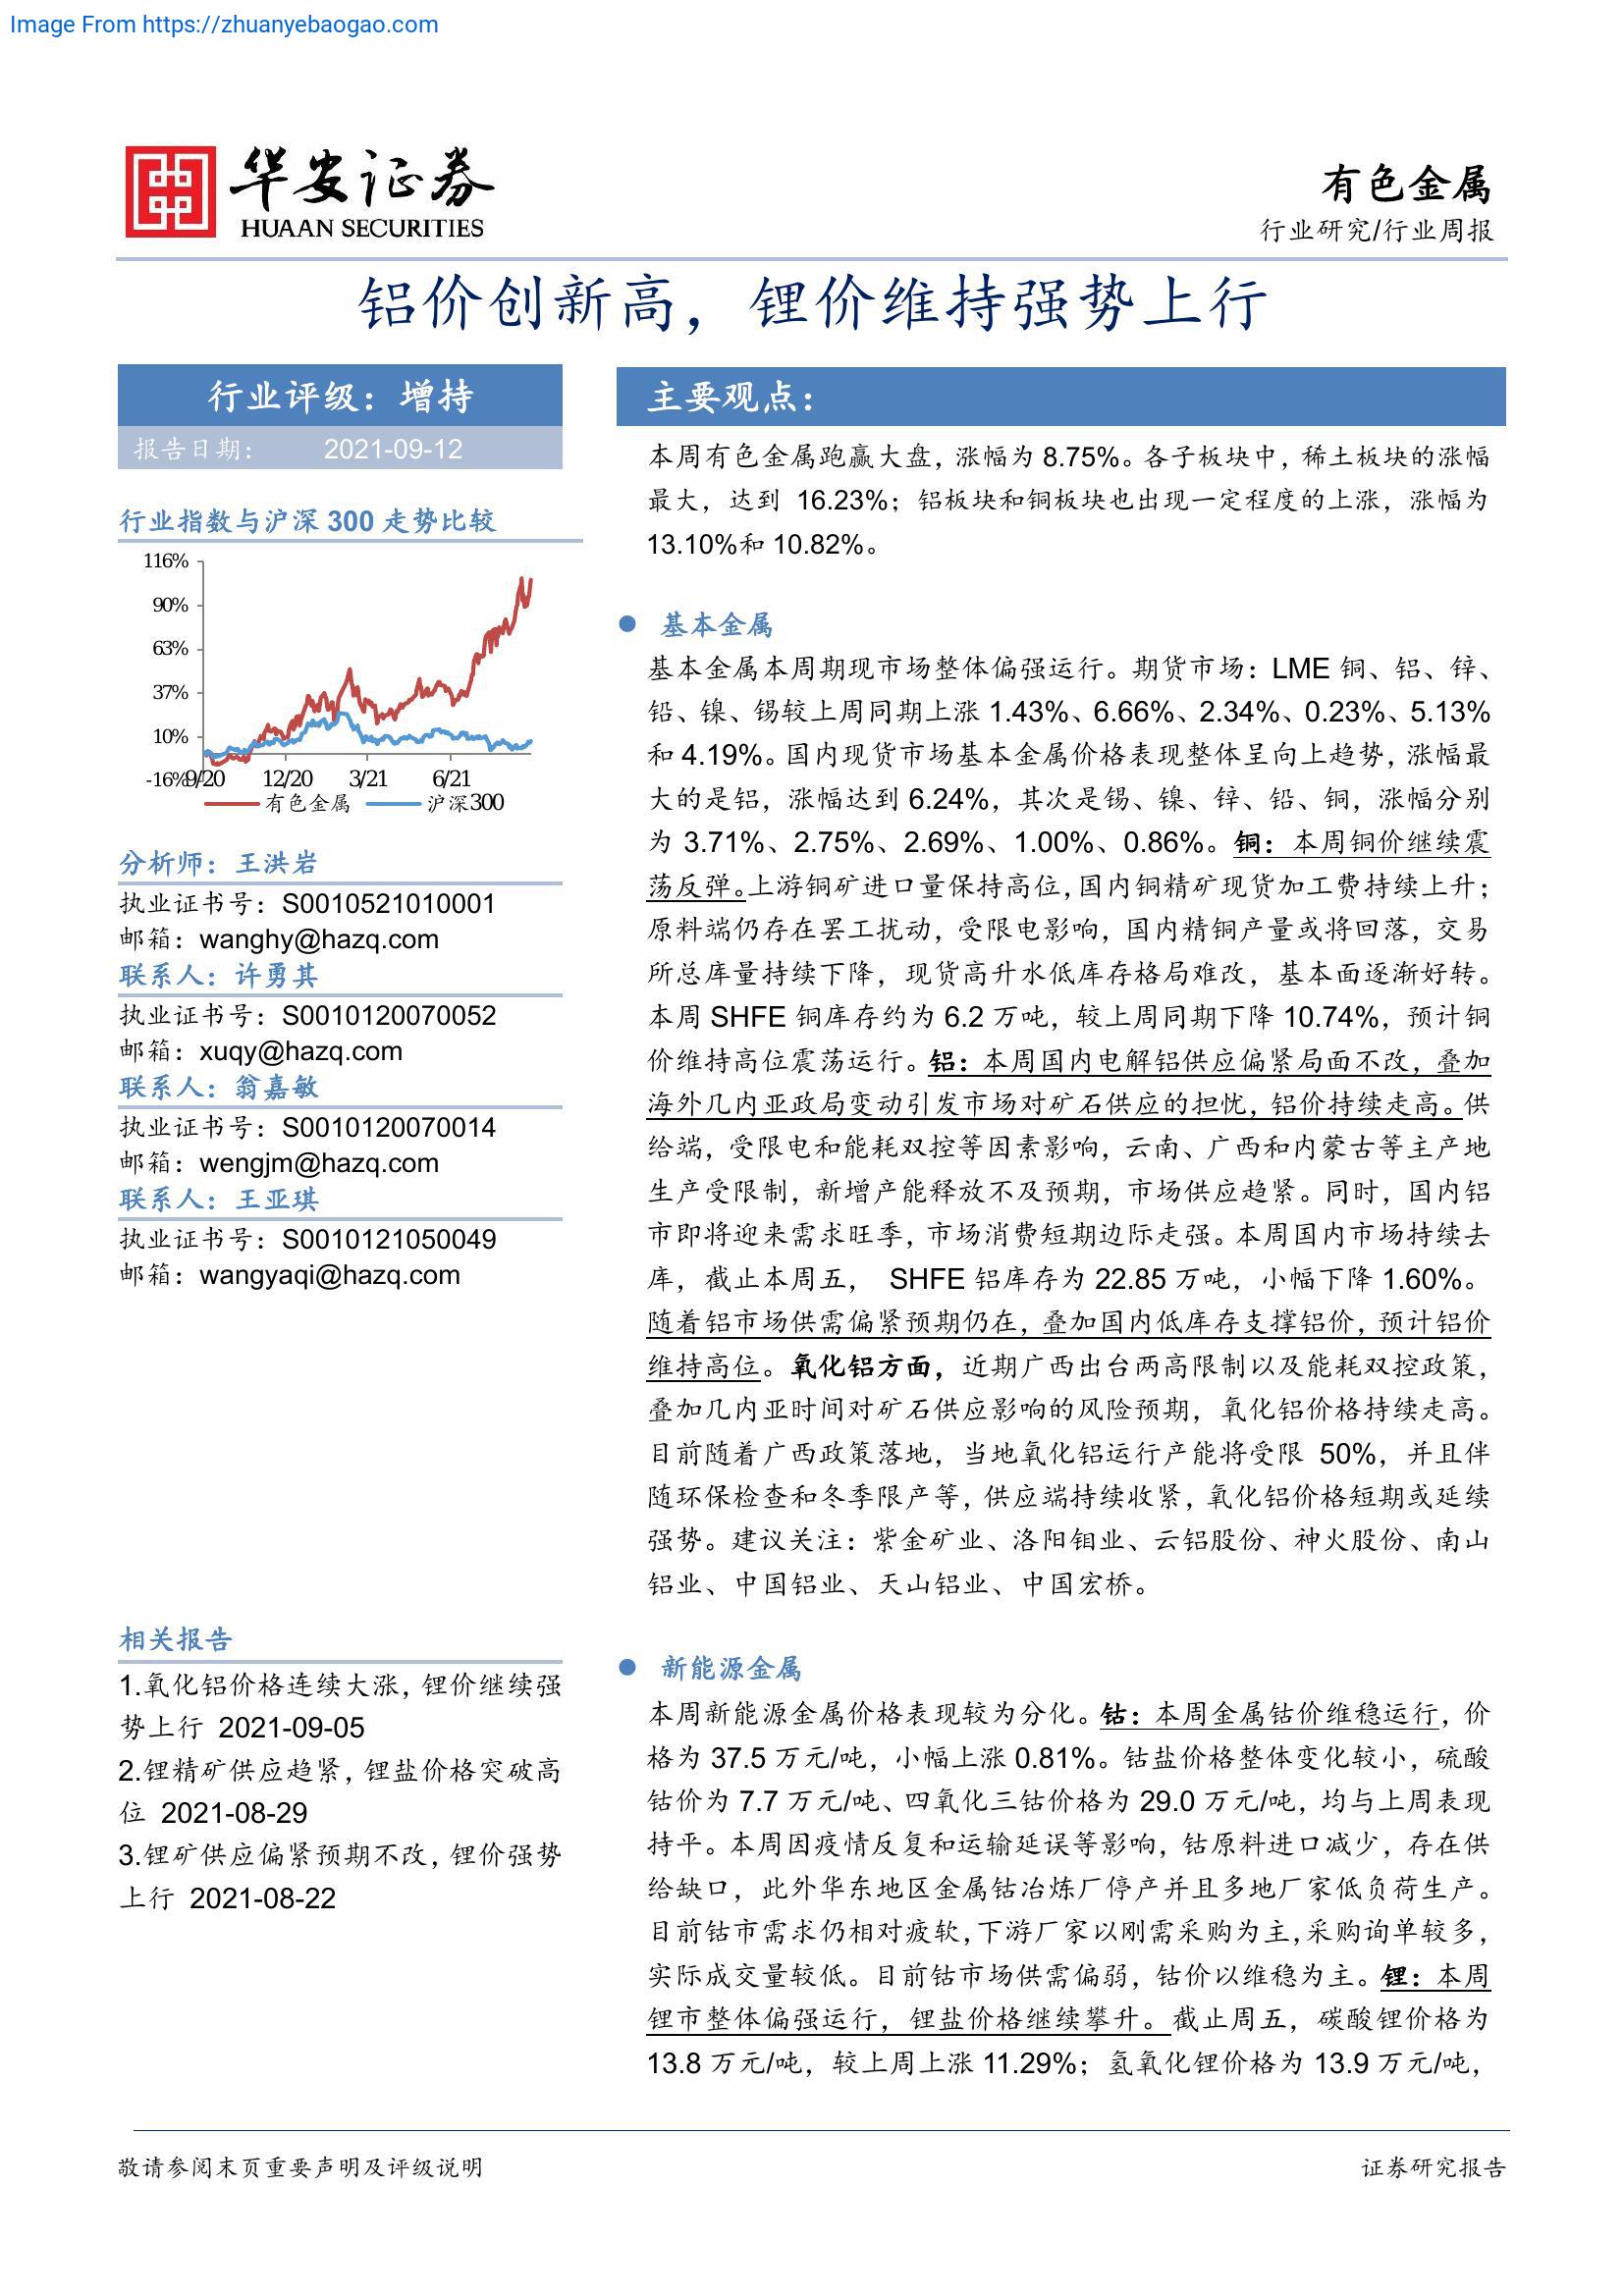 Image From https://zhuanyebaogao.com
华安证券
HUAAN SECURITIES
有色金属
行业研究/行业周报
铝价创新高，锂价维持强势上行
行业评级：增持
报告日期： 2021-09-12
行业指数与沪深 300 走势比较
116%
90%
63%
37%
10%
-16%
9/20 12/20 3/21 6/21
有色金属 沪深300
分析师：王洪岩
执业证书号：S0010521010001
邮箱：wanghy@hazq.com
联系人：许勇其
执业证书号：S0010120070052
邮箱：xuqy@hazq.com
联系人：翁嘉敏
执业证书号：S0010120070014
邮箱：wengjm@hazq.com
联系人：王亚琪
执业证书号：S0010121050049
邮箱：wangyaqi@hazq.com
相关报告
1.氧化铝价格连续大涨，锂价继续强
势上行 2021-09-05
2.锂精矿供应趋紧，锂盐价格突破高
位 2021-08-29
3.锂矿供应偏紧预期不改，锂价强势
上行 2021-08-22
主要观点：
本周有色金属跑赢大盘，涨幅为 8.75%。各子板块中，稀土板块的涨幅
最大，达到 16.23%；铝板块和铜板块也出现一定程度的上涨，涨幅为
13.10%和 10.82%。
● 基本金属
基本金属本周期现市场整体偏强运行。期货市场：LME 铜、铝、锌、
铅、镍、锡较上周同期上涨 1.43%、6.66%、2.34%、0.23%、5.13%
和 4.19%。国内现货市场基本金属价格表现整体呈向上趋势，涨幅最
大的是铝，涨幅达到 6.24%，其次是锡、镍、锌、铅、铜，涨幅分别
为 3.71%、2.75%、2.69%、1.00%、0.86%。铜：本周铜价继续震
荡反弹。上游铜矿进口量保持高位，国内铜精矿现货加工费持续上升；
原料端仍存在罢工扰动，受限电影响，国内精铜产量或将回落，交易
所总库量持续下降，现货高升水低库存格局难改，基本面逐渐好转。
本周 SHFE 铜库存约为 6.2 万吨，较上周同期下降 10.74%，预计铜
价维持高位震荡运行。铝：本周国内电解铝供应偏紧局面不改，叠加
海外几内亚政局变动引发市场对矿石供应的担忧，铝价持续走高。供
给端，受限电和能耗双控等因素影响，云南、广西和内蒙古等主产地
生产受限制，新增产能释放不及预期，市场供应趋紧。同时，国内铝
市即将迎来需求旺季，市场消费短期边际走强。本周国内市场持续去
库，截止本周五， SHFE 铝库存为 22.85 万吨，小幅下降 1.60%。
随着铝市场供需偏紧预期仍在，叠加国内低库存支撑铝价，预计铝价
维持高位。氧化铝方面，近期广西出台两高限制以及能耗双控政策，
叠加几内亚时间对矿石供应影响的风险预期，氧化铝价格持续走高。
目前随着广西政策落地，当地氧化铝运行产能将受限 50%，并且伴
随环保检查和冬季限产等，供应端持续收紧，氧化铝价格短期或延续
强势。建议关注：紫金矿业、洛阳钼业、云铝股份、神火股份、南山
铝业、中国铝业、天山铝业、中国宏桥。
● 新能源金属
本周新能源金属价格表现较为分化。钴：本周金属钴价维稳运行，价
格为 37.5 万元/吨，小幅上涨 0.81%。钴盐价格整体变化较小，硫酸
钴价为 7.7 万元/吨、四氧化三钴价格为 29.0 万元/吨，均与上周表现
持平。本周因疫情反复和运输延误等影响，钴原料进口减少，存在供
给缺口，此外华东地区金属钴冶炼厂停产并且多地厂家低负荷生产。
目前钴市需求仍相对疲软，下游厂家以刚需采购为主，采购询单较多，
实际成交量较低。目前钴市场供需偏弱，钴价以维稳为主。锂：本周
锂市整体偏强运行，锂盐价格继续攀升。截止周五，碳酸锂价格为
13.8 万元/吨，较上周上涨 11.29%；氢氧化锂价格为 13.9 万元/吨，
敬请参阅末页重要声明及评级说明
证券研究报告